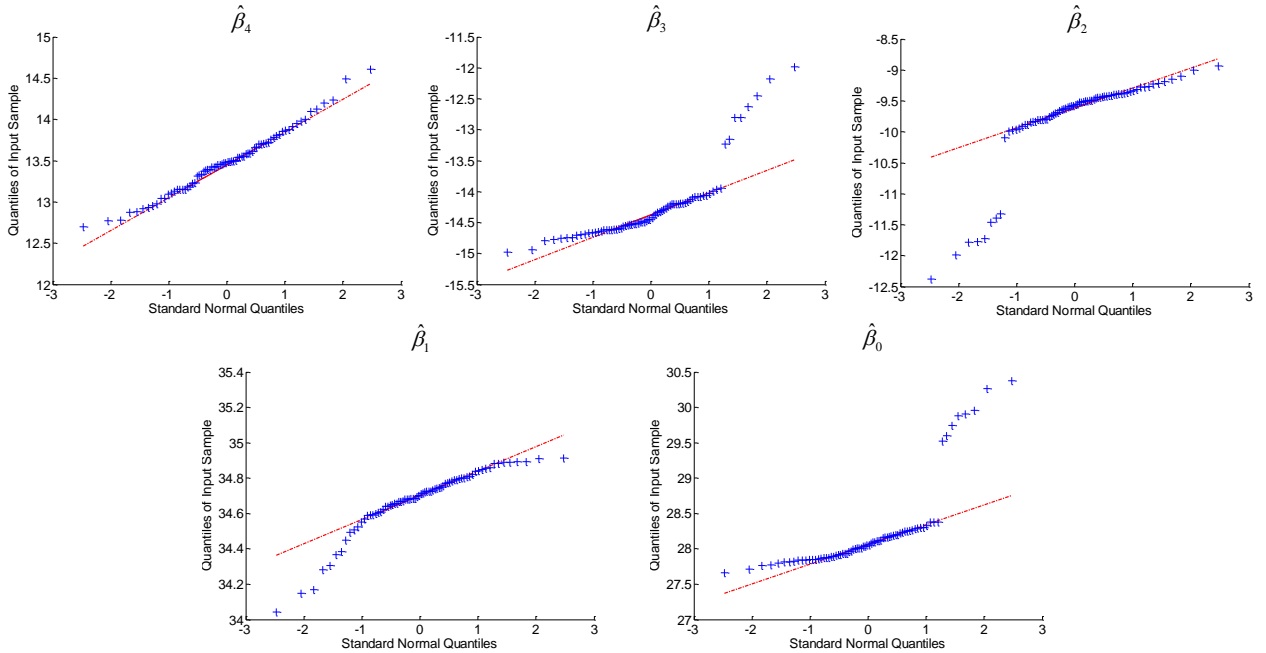 β̂₄
15
14.5
14
13.5
13
12.5
12
-3 -2 -1 0 1 2 3
Standard Normal Quantiles
Quantiles of Input Sample
β̂₃
-11.5
-12
-12.5
-13
-13.5
-14
-14.5
-15
-15.5
-3 -2 -1 0 1 2 3
Standard Normal Quantiles
Quantiles of Input Sample
β̂₂
-8.5
-9
-9.5
-10
-10.5
-11
-11.5
-12
-12.5
-3 -2 -1 0 1 2 3
Standard Normal Quantiles
Quantiles of Input Sample
β̂₁
35.4
35.2
35
34.8
34.6
34.4
34.2
34
-3 -2 -1 0 1 2 3
Standard Normal Quantiles
Quantiles of Input Sample
β̂₀
31
30.5
30
29.5
29
28.5
28
27.5
27
-3 -2 -1 0 1 2 3
Standard Normal Quantiles
Quantiles of Input Sample